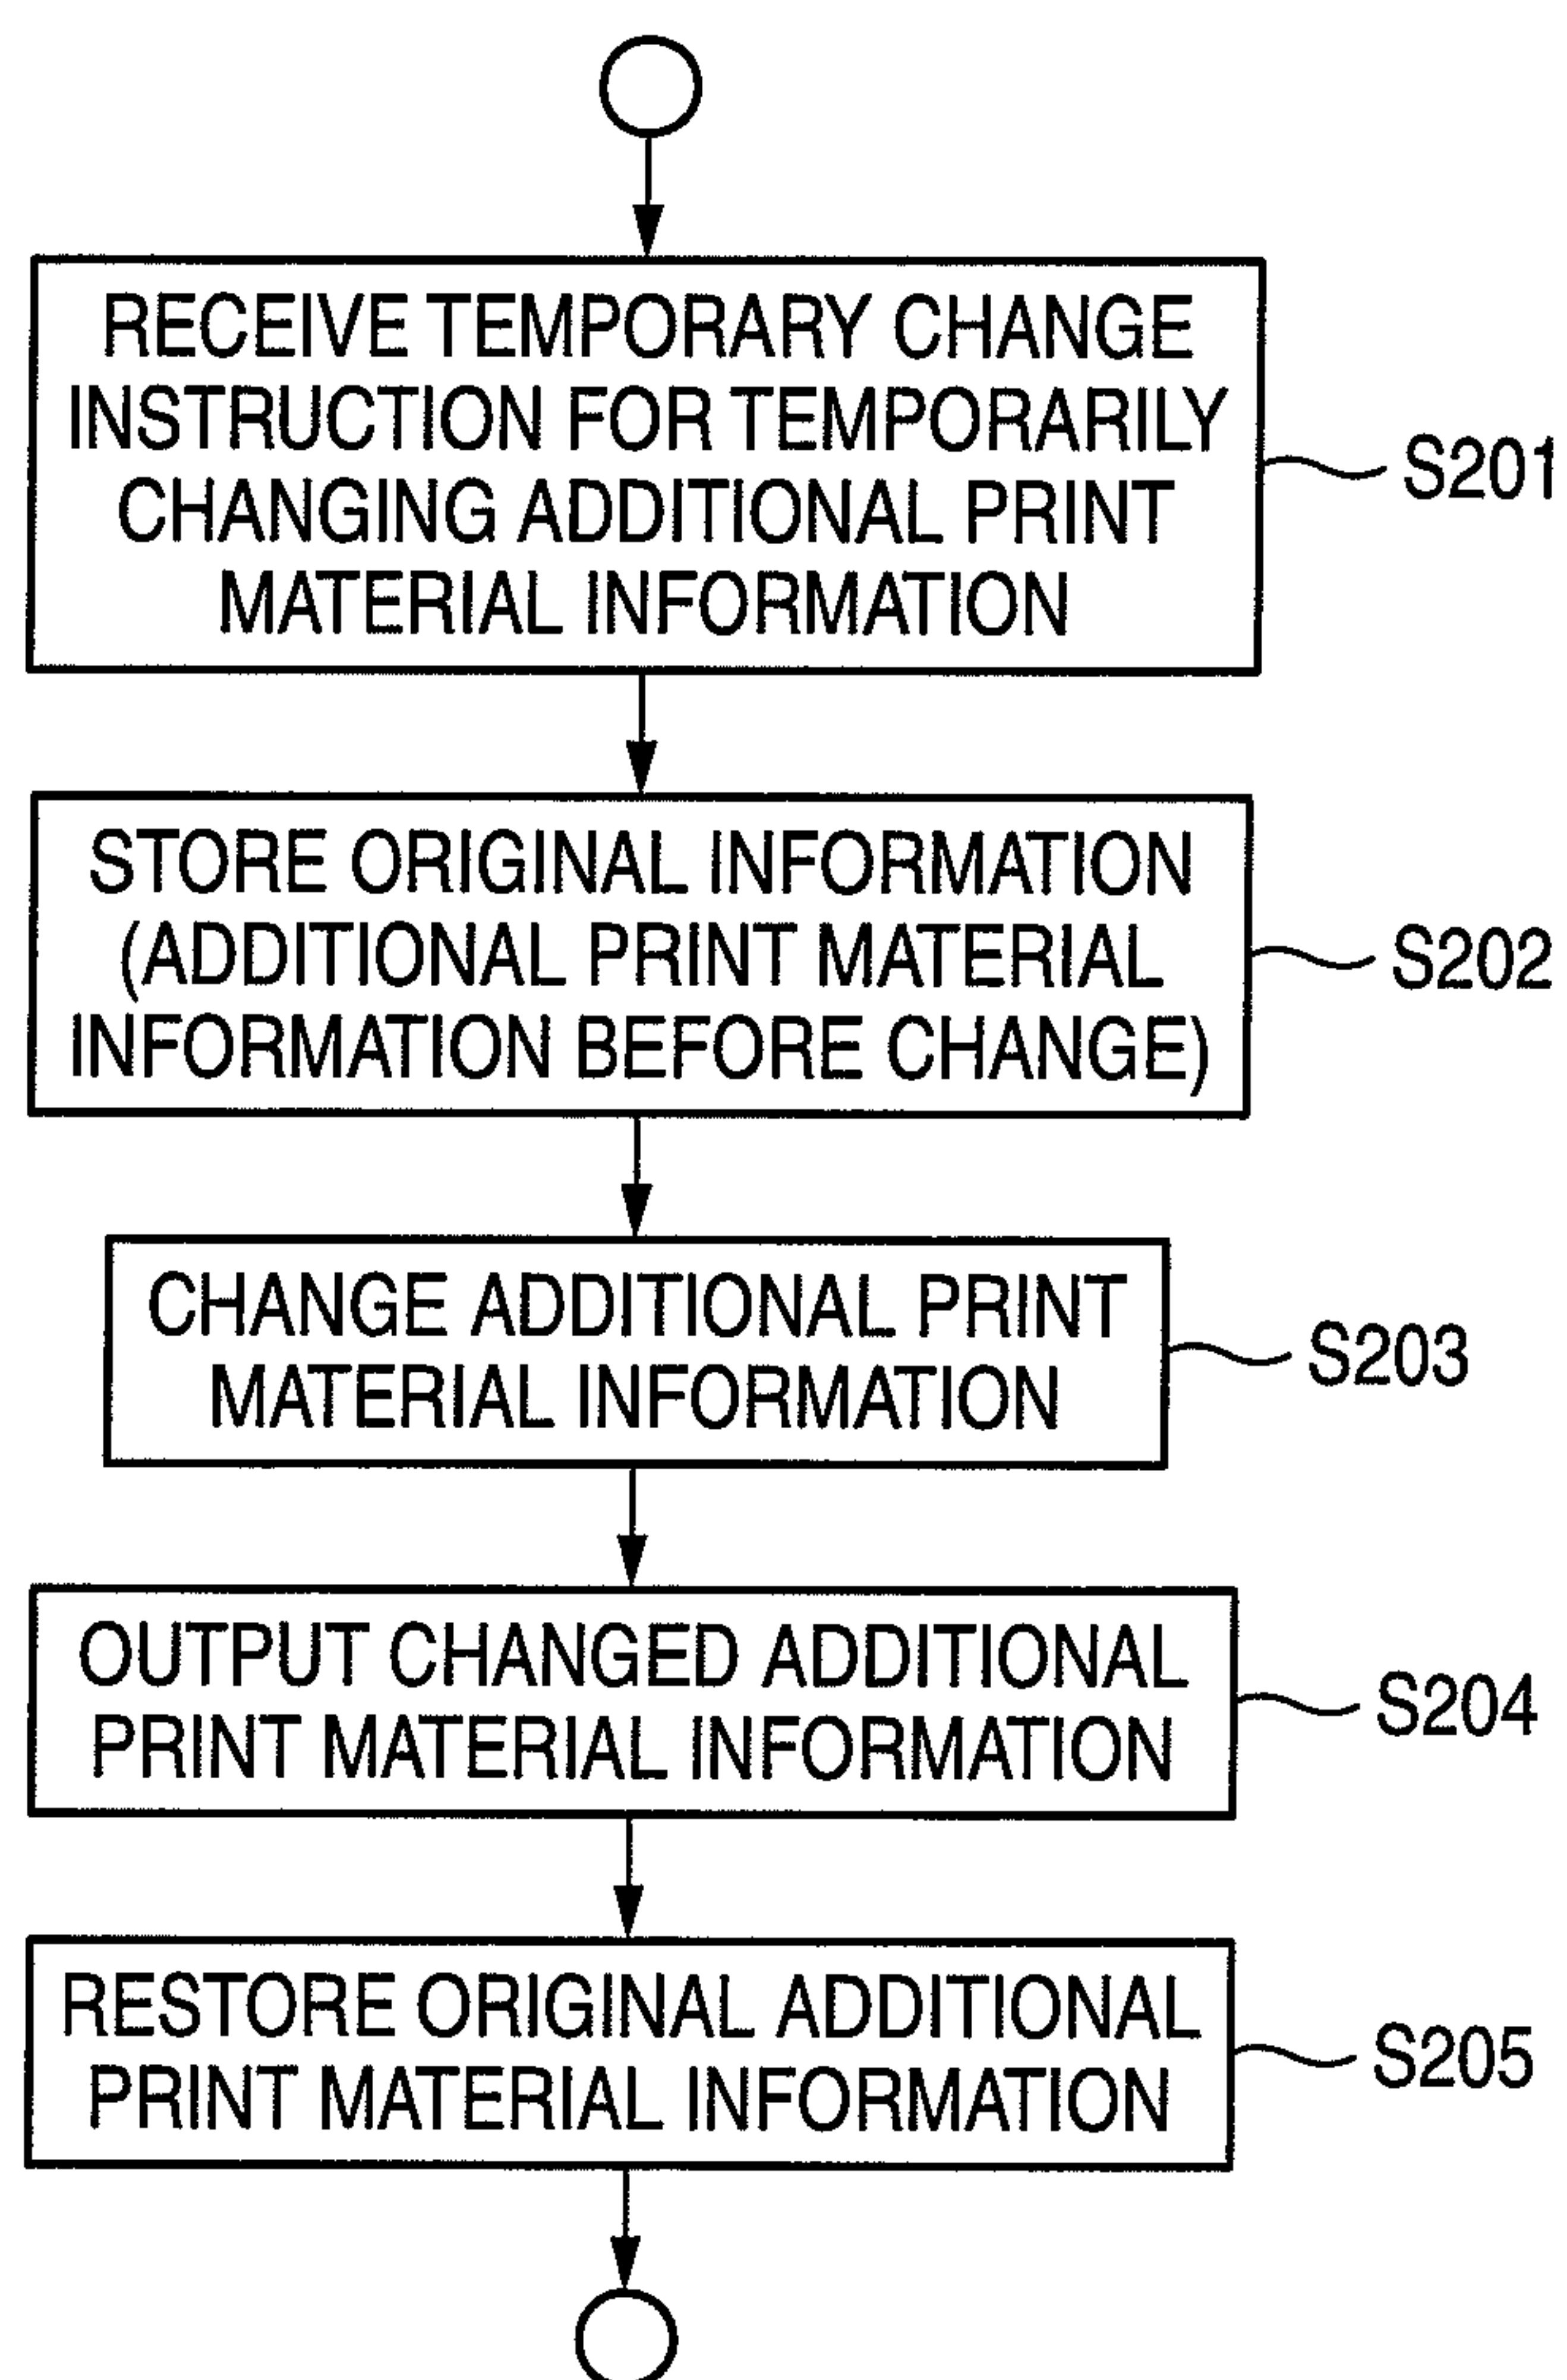 RECEIVE TEMPORARY CHANGE
INSTRUCTION FOR TEMPORARILY
CHANGING ADDITIONAL PRINT
MATERIAL INFORMATION
S201
STORE ORIGINAL INFORMATION
(ADDITIONAL PRINT MATERIAL
INFORMATION BEFORE CHANGE)
S202
CHANGE ADDITIONAL PRINT
MATERIAL INFORMATION
S203
OUTPUT CHANGED ADDITIONAL
PRINT MATERIAL INFORMATION
S204
RESTORE ORIGINAL ADDITIONAL
PRINT MATERIAL INFORMATION
S205